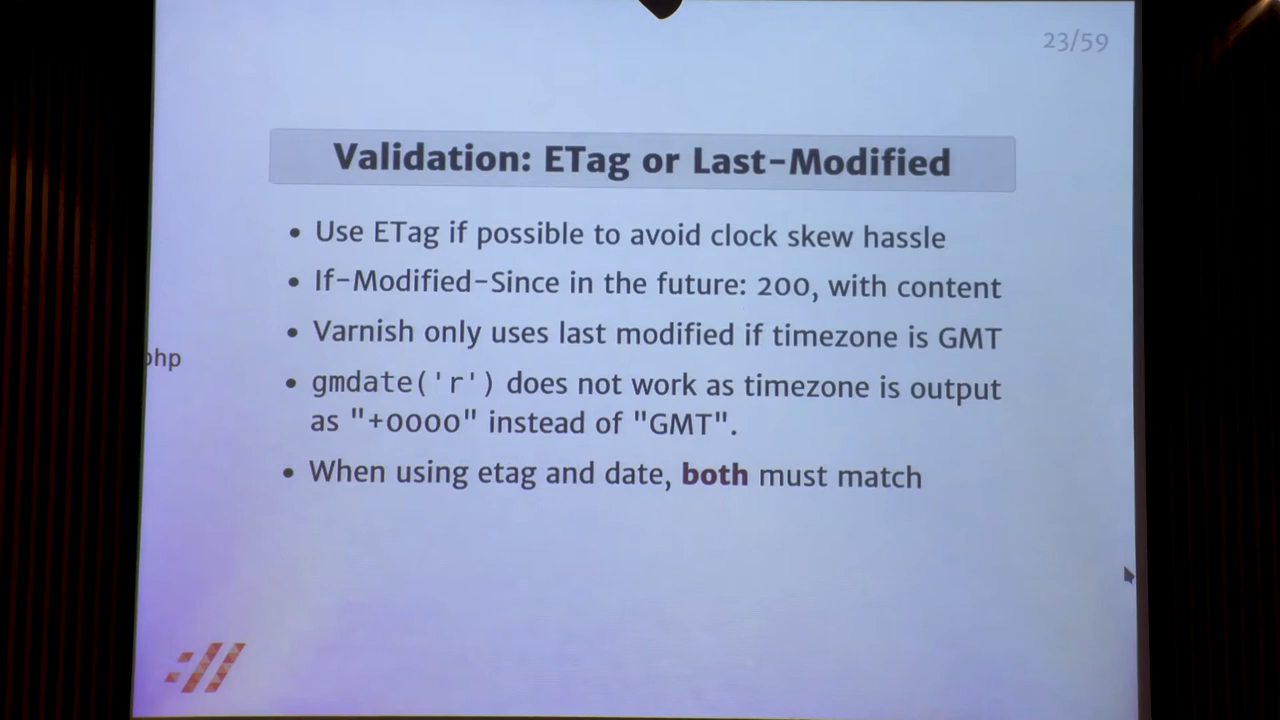 23/59
Validation: ETag or Last-Modified
• Use ETag if possible to avoid clock skew hassle
• If-Modified-Since in the future: 200, with content
• Varnish only uses last modified if timezone is GMT
php
• gmdate('r') does not work as timezone is output
as "+0000" instead of "GMT".
• When using etag and date, both must match